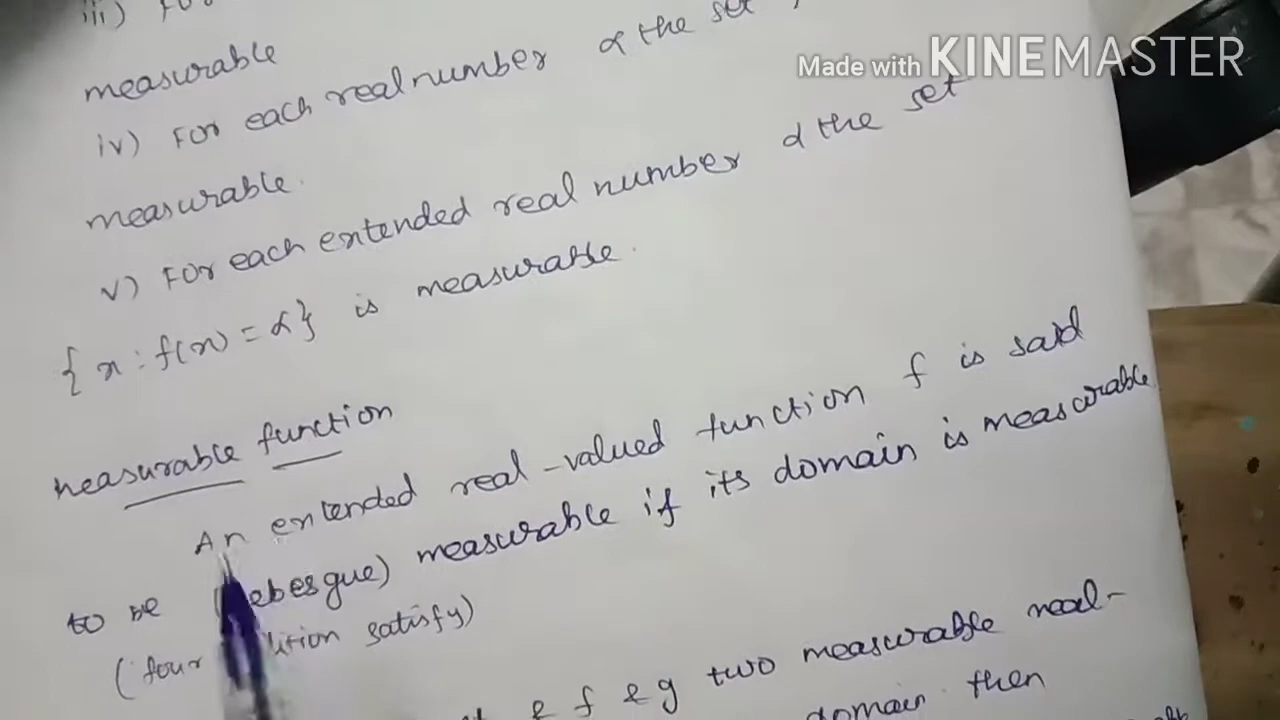 iii) For
Made with KINEMASTER
measurable
iv) For each real number α the set
measurable.
v) For each extended real number α the set
{x : f(x) = α} is measurable.
measurable function
An extended real-valued function f is said
to be (Lebesgue) measurable if its domain is measurable.
(four satisfy)
& f & g two measurable real-
domain then